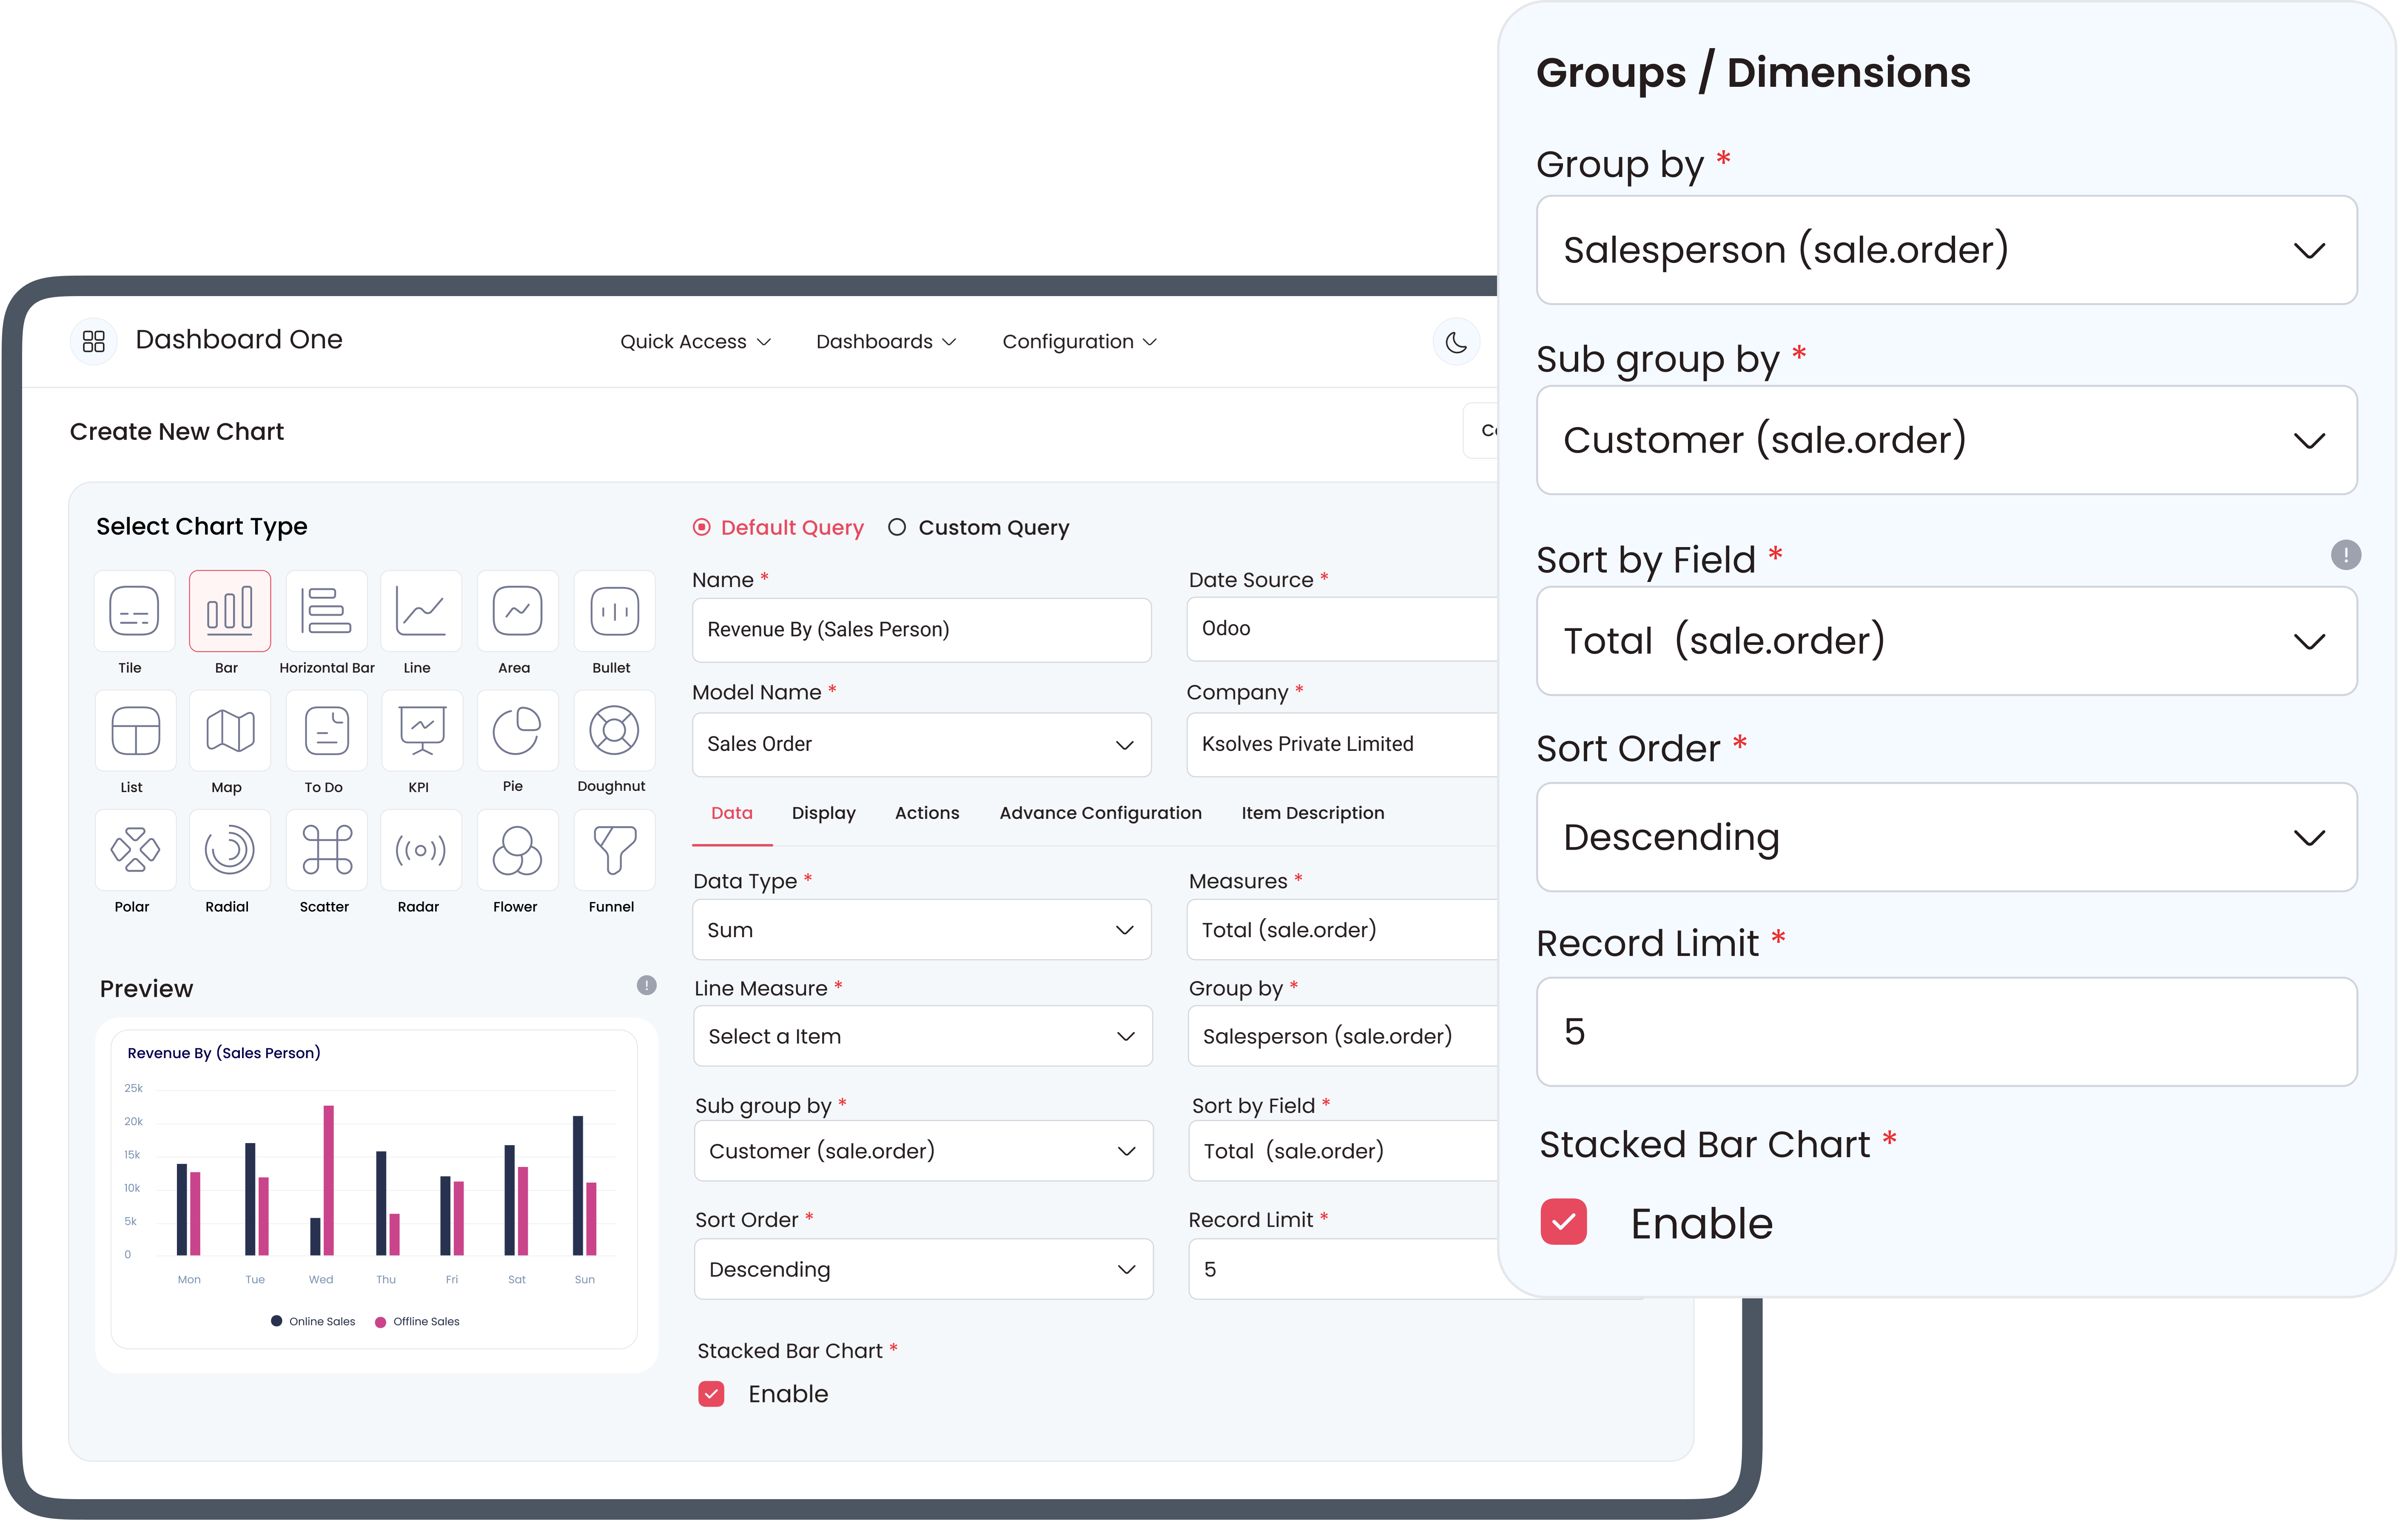 Groups / Dimensions
Group by *
Salesperson (sale.order)
Sub group by *
Customer (sale.order)
Sort by Field *
!
Total (sale.order)
Sort Order *
Descending
Record Limit *
5
Stacked Bar Chart *
Enable
Dashboard One
Quick Access
Dashboards
Configuration
Create New Chart
Select Chart Type
Tile
Bar
Horizontal Bar
Line
Area
Bullet
List
Map
To Do
KPI
Pie
Doughnut
Polar
Radial
Scatter
Radar
Flower
Funnel
Preview
!
Revenue By (Sales Person)
25k
20k
15k
10k
5k
0
Mon
Tue
Wed
Thu
Fri
Sat
Sun
Online Sales
Offline Sales
Default Query
Custom Query
Name *
Date Source *
Revenue By (Sales Person)
Odoo
Model Name *
Company *
Sales Order
Ksolves Private Limited
Data
Display
Actions
Advance Configuration
Item Description
Data Type *
Measures *
Sum
Total (sale.order)
Line Measure *
Group by *
Select a Item
Salesperson (sale.order)
Sub group by *
Sort by Field *
Customer (sale.order)
Total (sale.order)
Sort Order *
Record Limit *
Descending
5
Stacked Bar Chart *
Enable